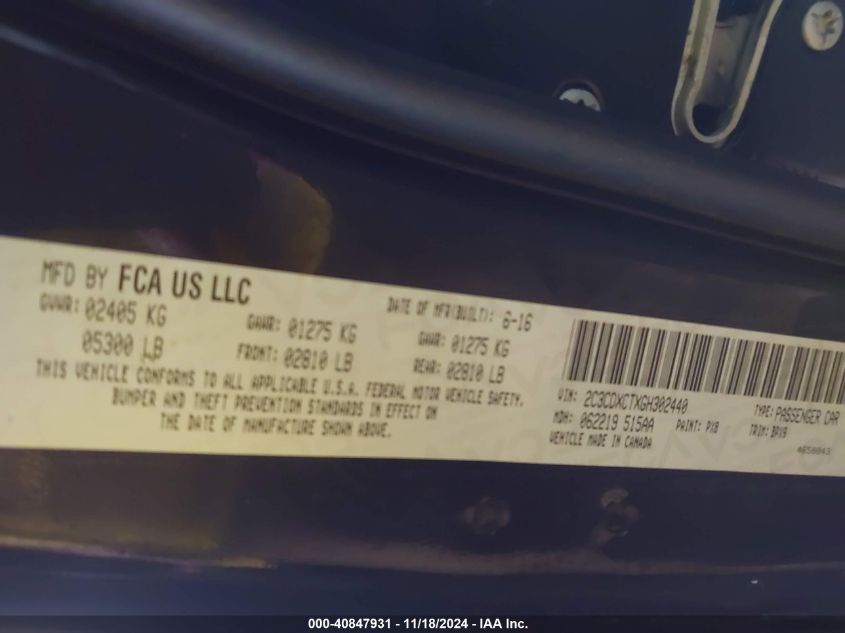 MFD BY FCA US LLC
DATE OF MFR(BUILT): 6-16
GVWR: 02405 KG
GAWR: 01275 KG
GAWR: 01275 KG
05300 LB
FRONT: 02810 LB
REAR: 02810 LB
THIS VEHICLE CONFORMS TO ALL APPLICABLE U.S.A. FEDERAL MOTOR VEHICLE SAFETY,
BUMPER AND THEFT PREVENTION STANDARDS IN EFFECT ON
THE DATE OF MANUFACTURE SHOWN ABOVE.
VIN: 2C3CDXCTXGH302440
TYPE: PASSENGER CAR
MDH: 062219 515AA
PAINT: PX8
TRIM: BPX9
VEHICLE MADE IN CANADA
4658043
000-40847931 - 11/18/2024 - IAA Inc.